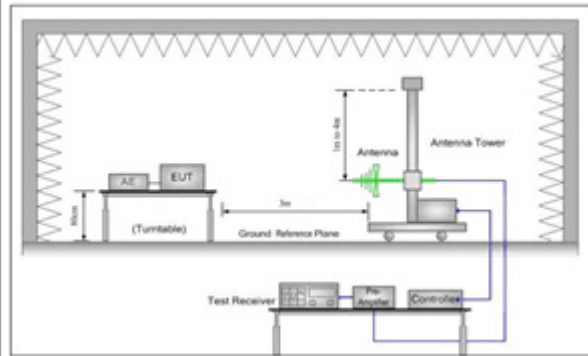 1m to 4m
Antenna
Antenna Tower
AE
EUT
80cm
(Turntable)
3m
Ground Reference Plane
Test Receiver
Pre-
Amplifier
Controller